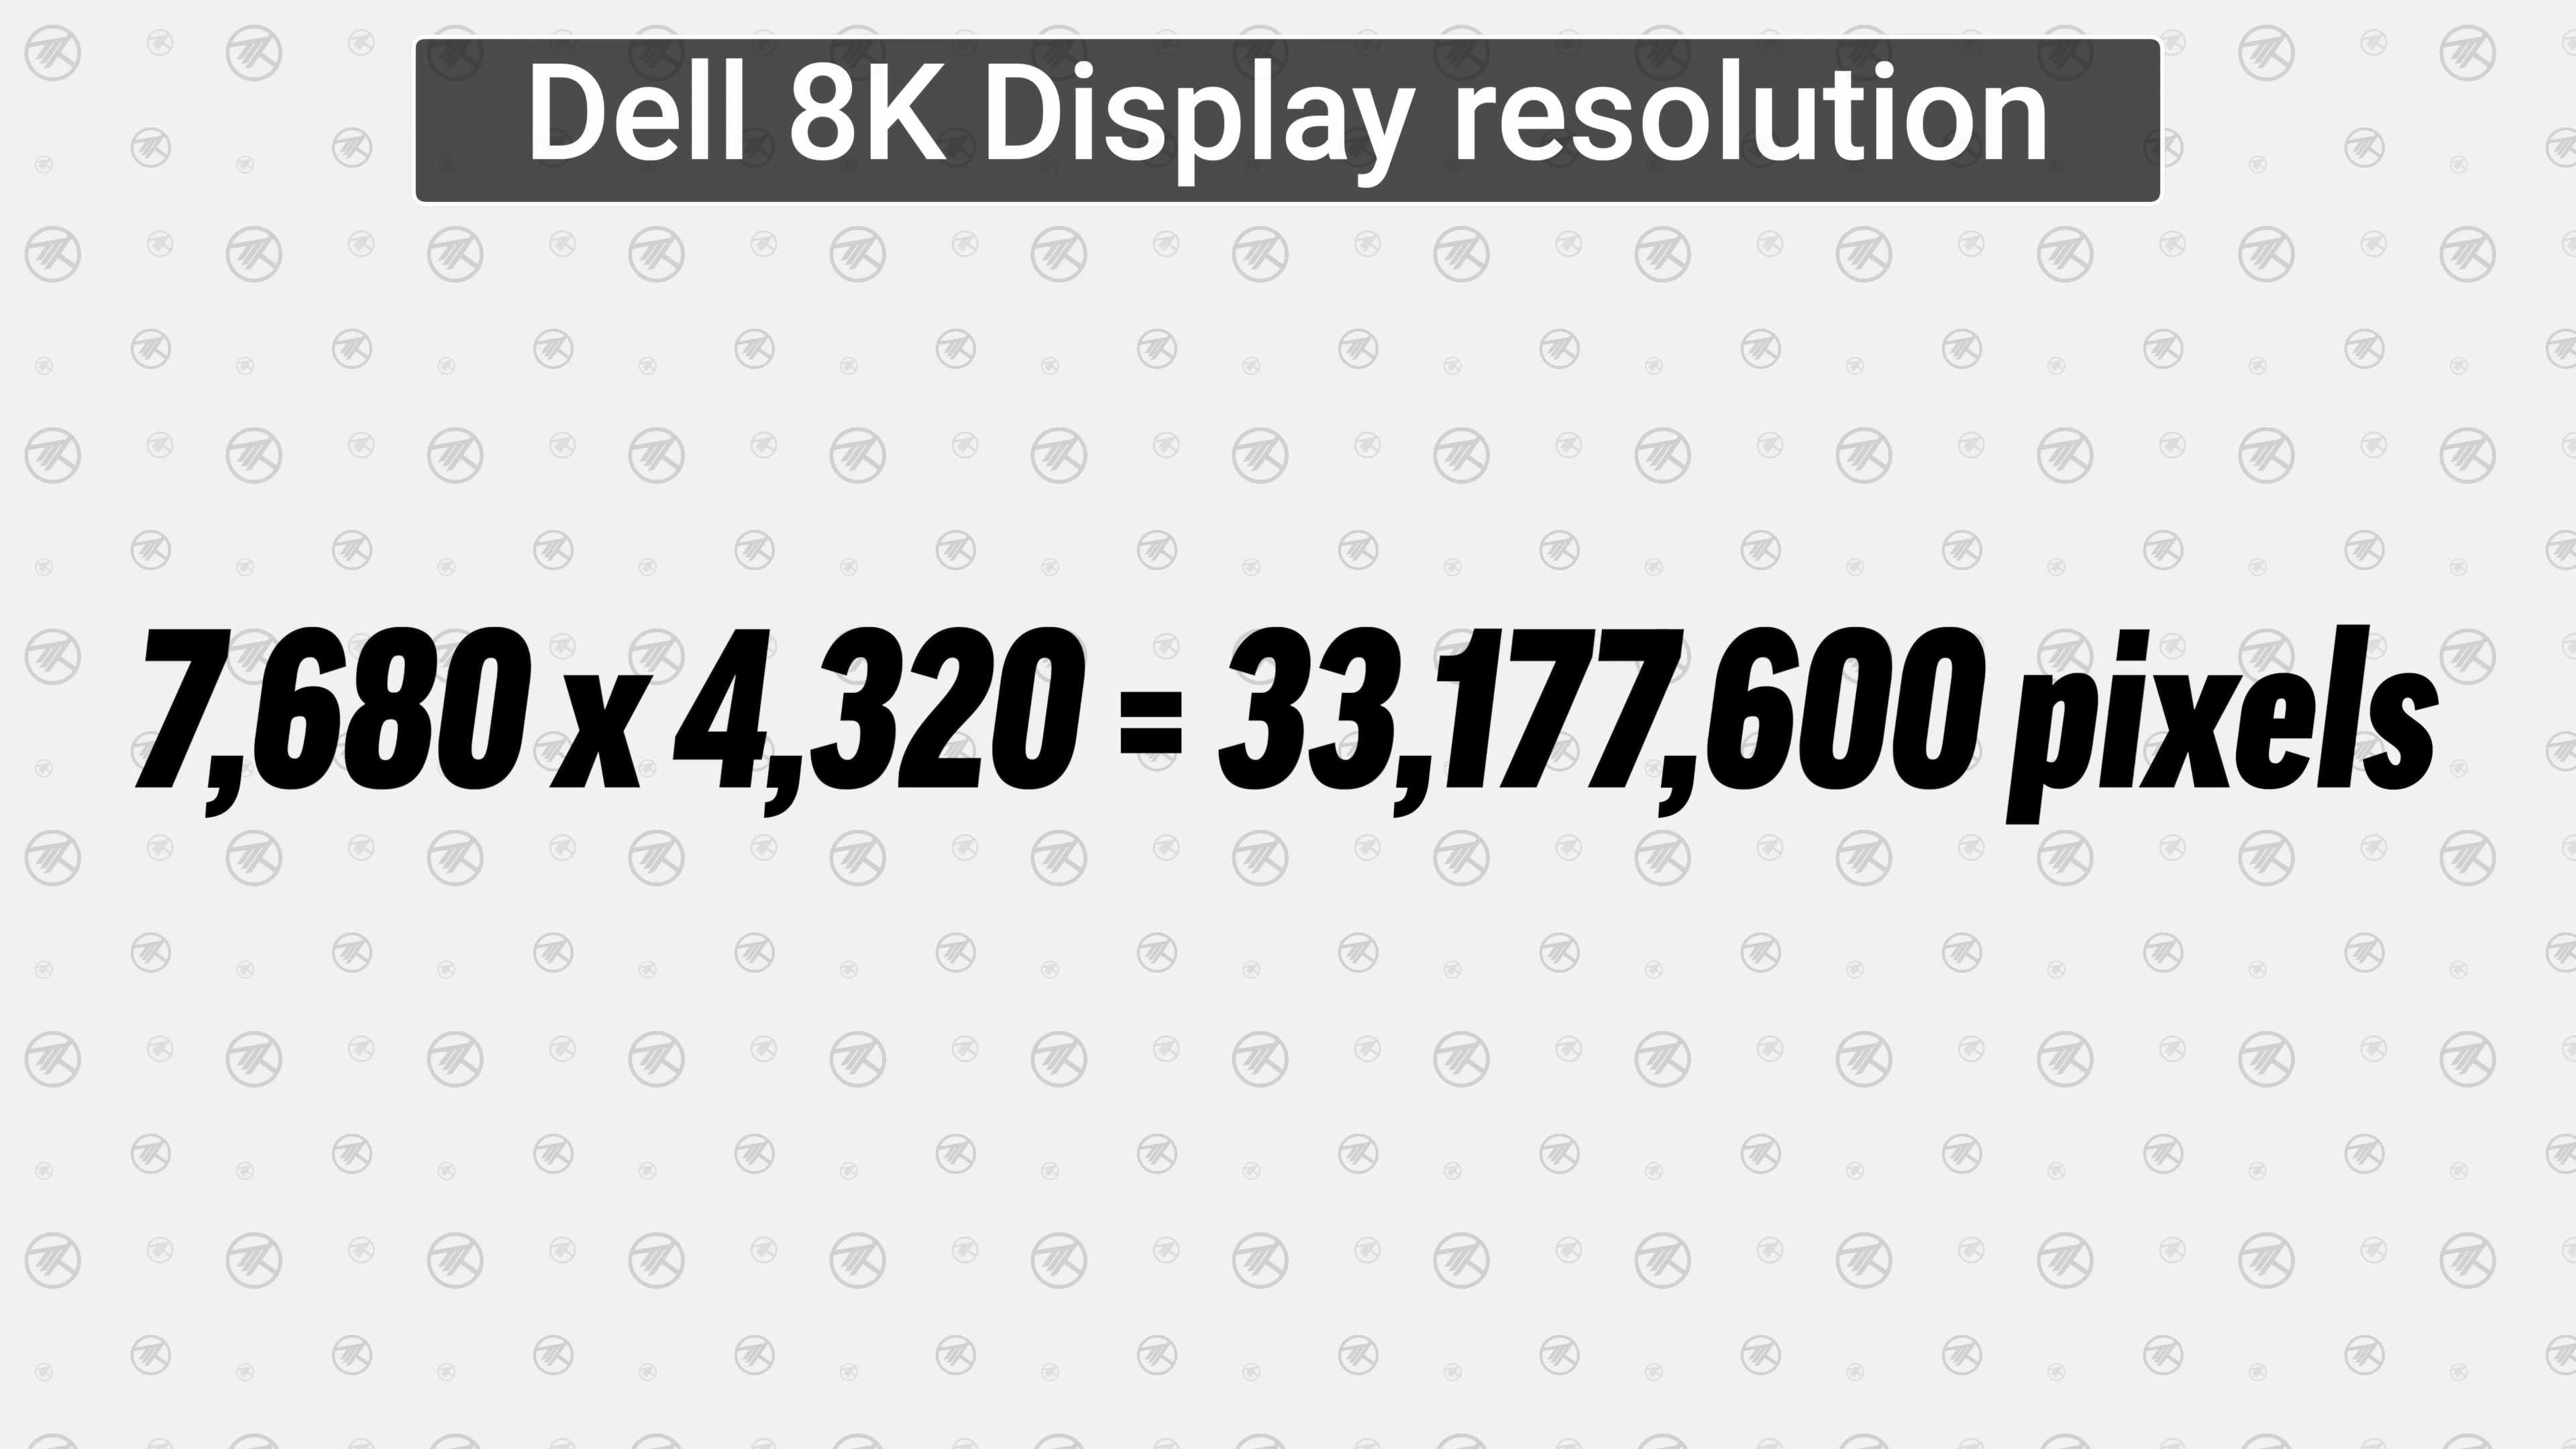 Dell 8K Display resolution
7,680 x 4,320 = 33,177,600 pixels